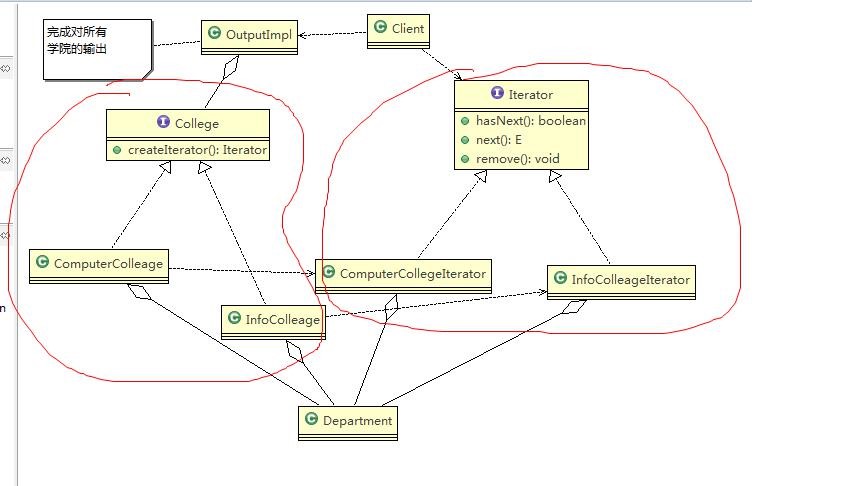 完成对所有
学院的输出
OutputImpl
Client
College
createIterator(): Iterator
Iterator
hasNext(): boolean
next(): E
remove(): void
ComputerColleage
ComputerCollegeIterator
InfoColleageIterator
InfoColleage
Department
n